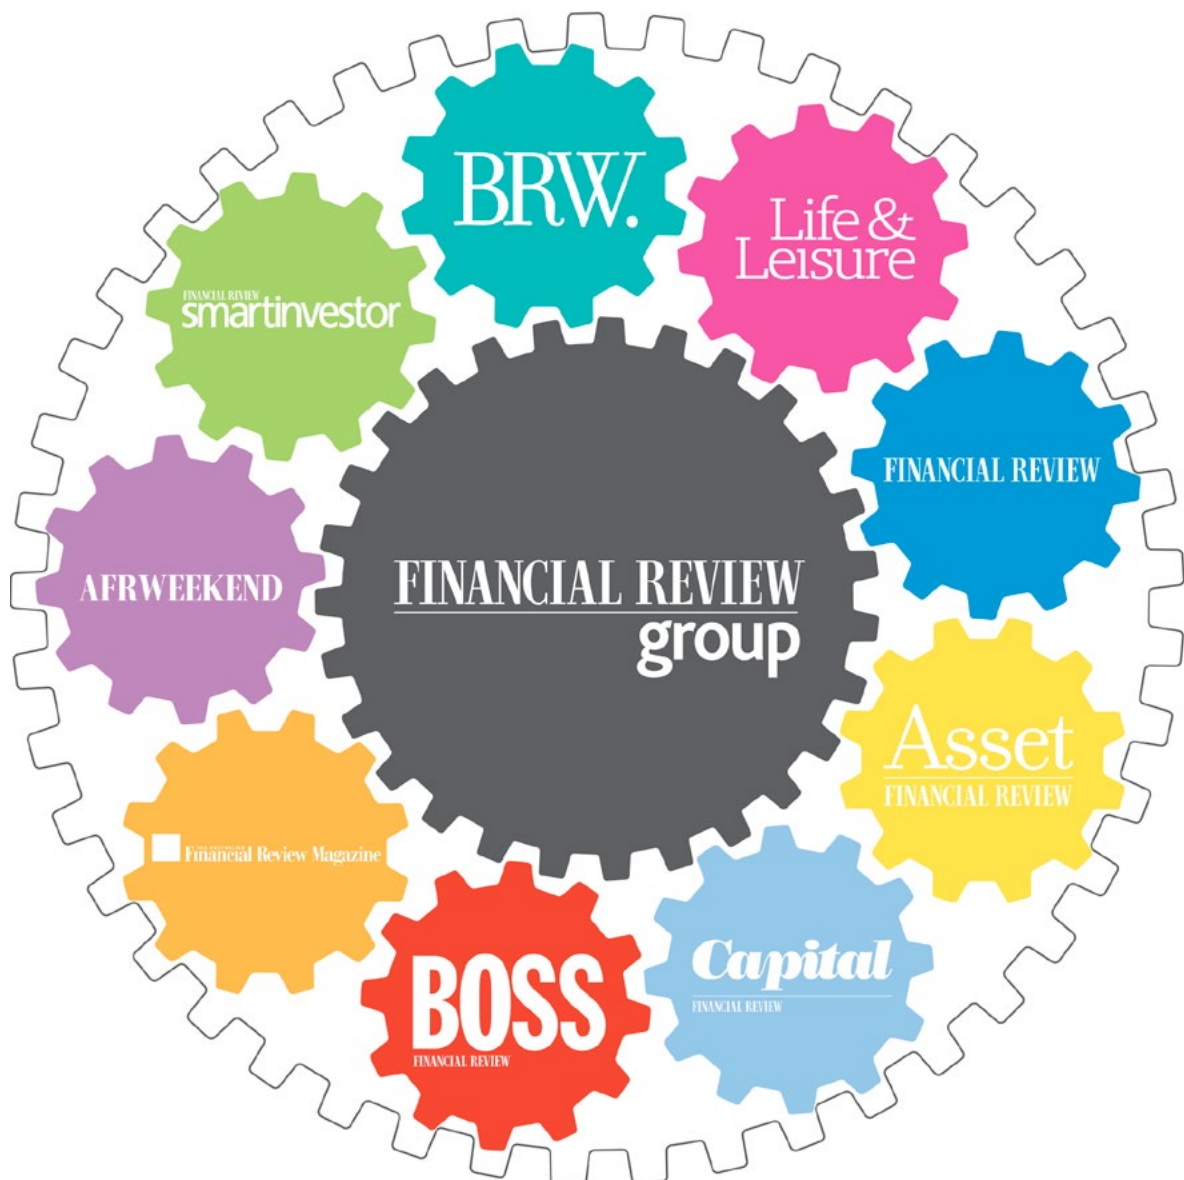 BRW.
Life &
Leisure
FINANCIAL REVIEW
smartinvestor
FINANCIAL REVIEW
AFRWEEKEND
FINANCIAL REVIEW
group
Asset
FINANCIAL REVIEW
Financial Review Magazine
Capital
FINANCIAL REVIEW
BOSS
FINANCIAL REVIEW